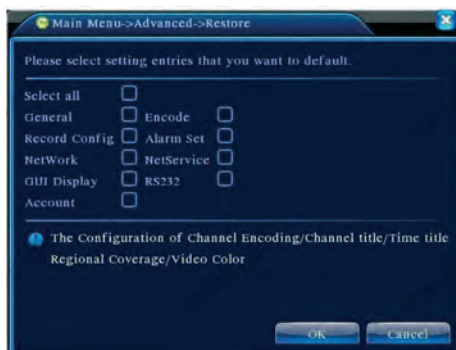 Main Menu->Advanced->Restore
Please select setting entries that you want to default.
Select all
General Encode
Record Config Alarm Set
NetWork NetService
GUI Display RS232
Account
The Configuration of Channel Encoding/Channel title/Time title
Regional Coverage/Video Color
OK Cancel